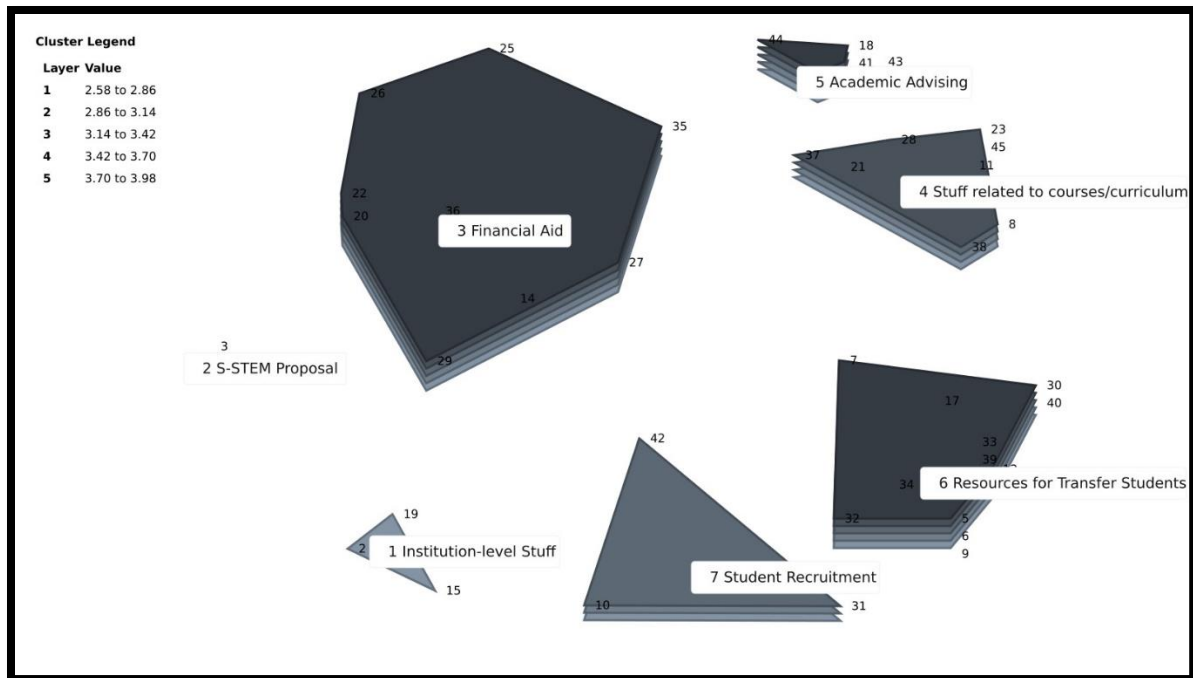 Cluster Legend
Layer Value
1 2.58 to 2.86
2 2.86 to 3.14
3 3.14 to 3.42
4 3.42 to 3.70
5 3.70 to 3.98
25
26
35
22
20
36
3 Financial Aid
27
14
29
44
18
41
43
5 Academic Advising
23
45
28
37
21
11
4 Stuff related to courses/curriculum
8
38
3
2 S-STEM Proposal
7
30
17
40
33
39
34
6 Resources for Transfer Students
32
5
6
9
42
19
2
1 Institution-level Stuff
15
7 Student Recruitment
10
31